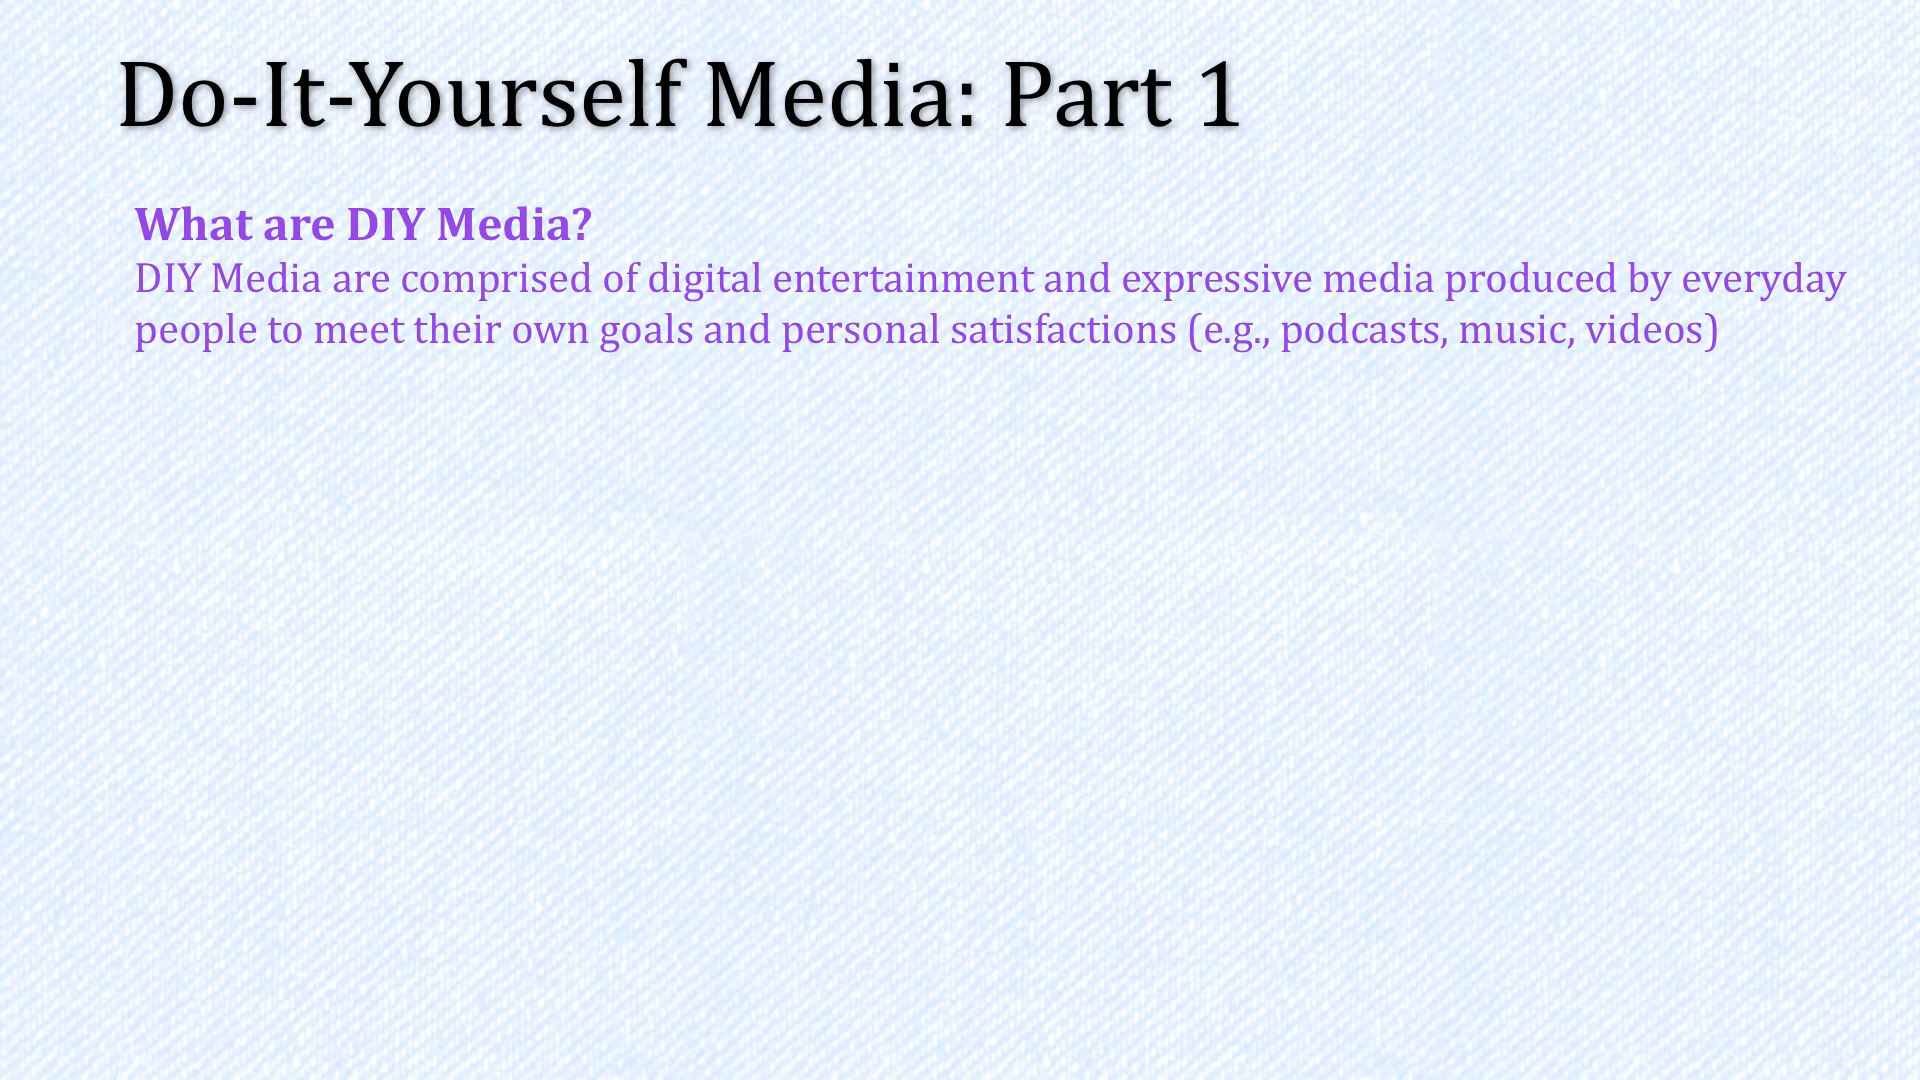 Do-It-Yourself Media: Part 1
What are DIY Media?
DIY Media are comprised of digital entertainment and expressive media produced by everyday
people to meet their own goals and personal satisfactions (e.g., podcasts, music, videos)